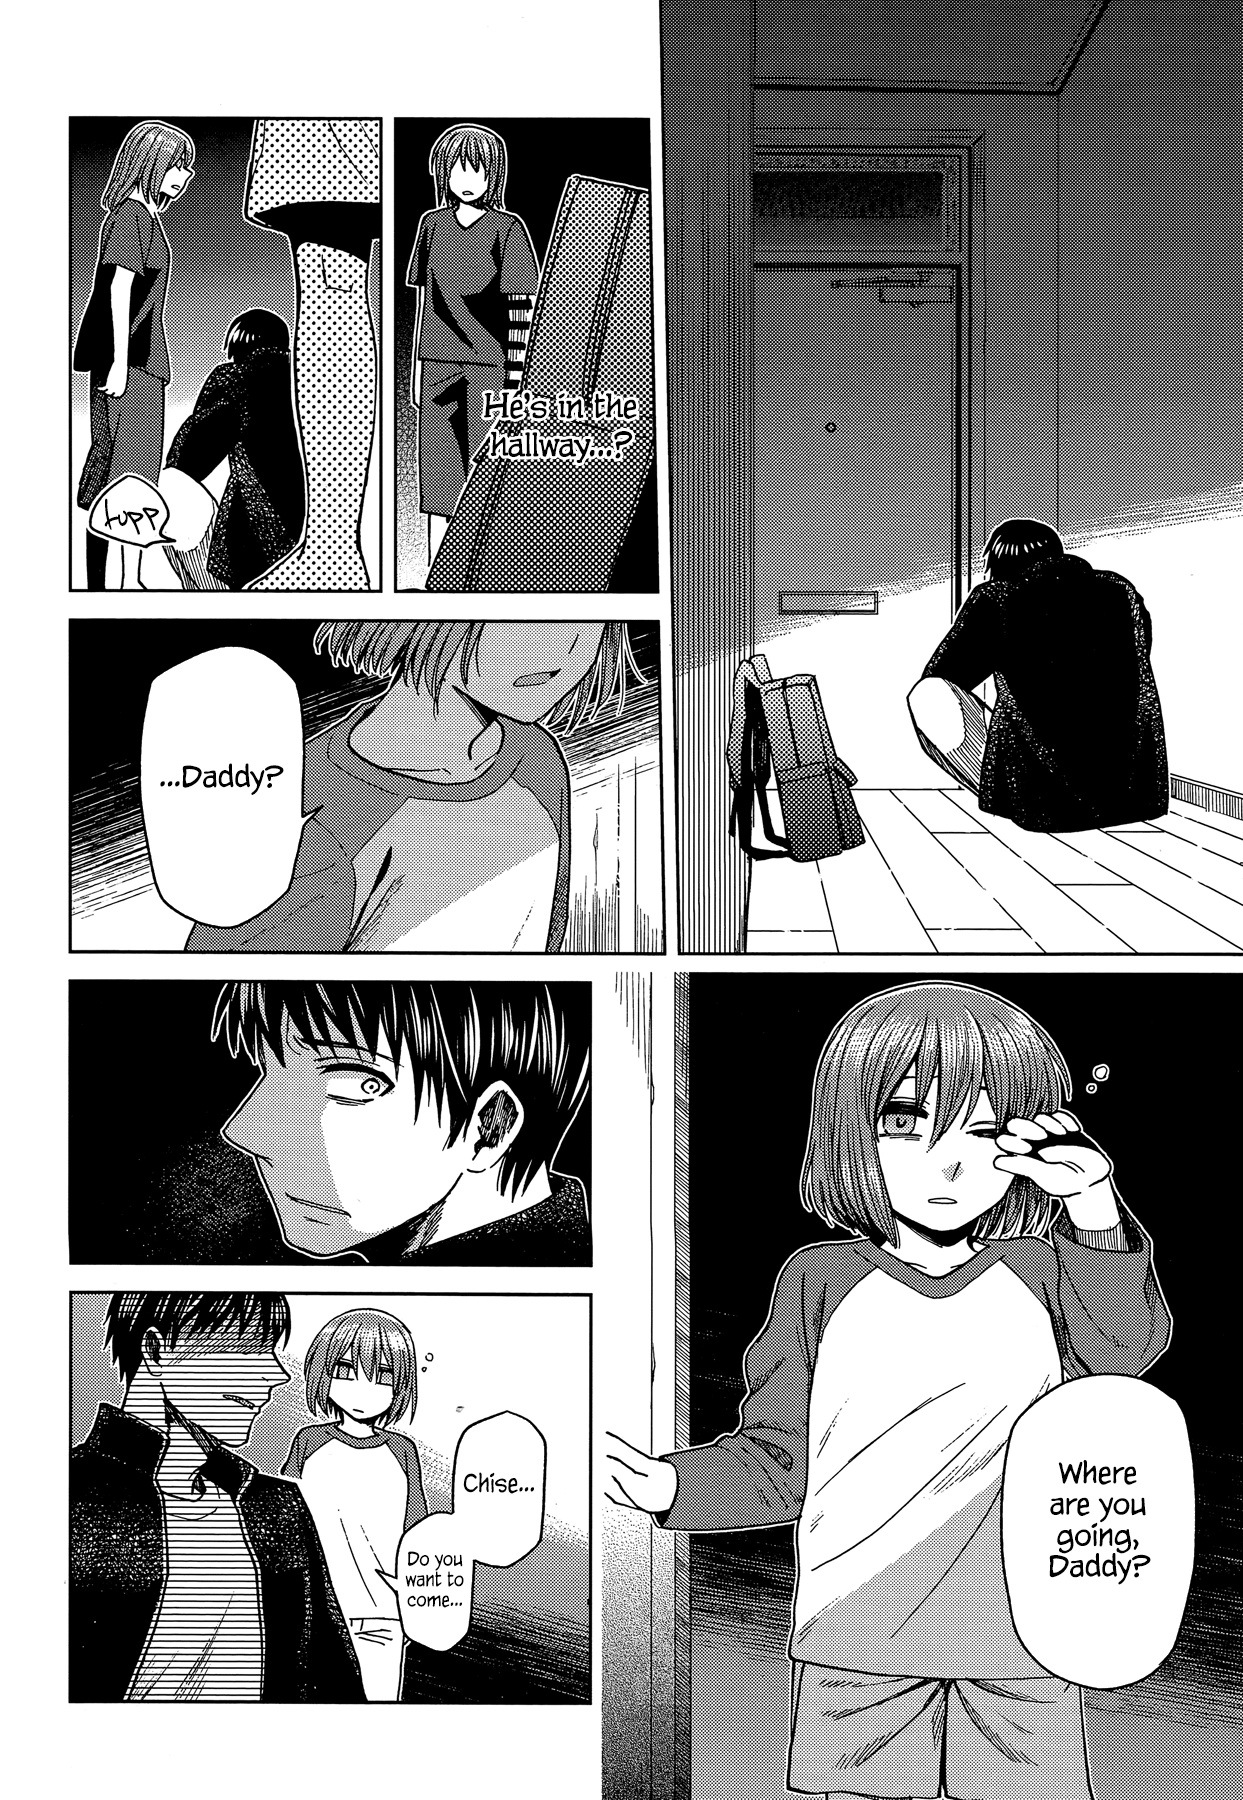 He's in the
hallway...?
tupp
...Daddy?
Where
are you
going,
Daddy?
Chise...
Do you
want to
come...